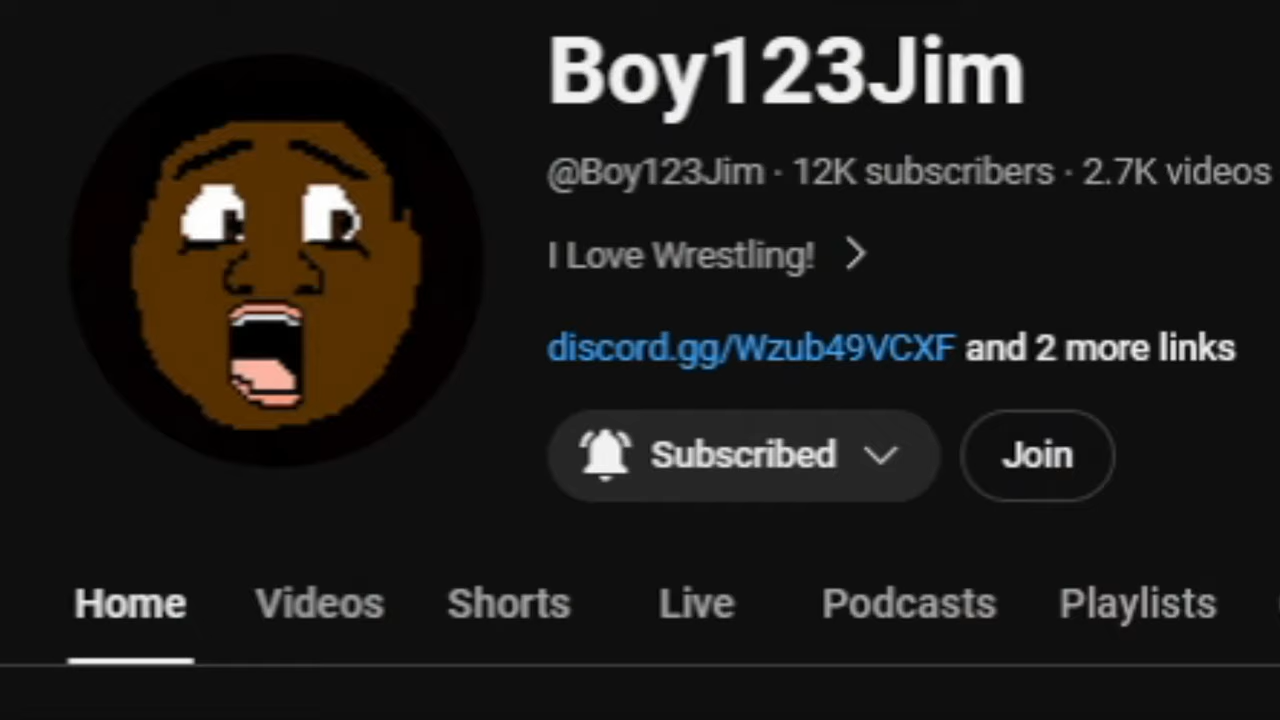 Boy123Jim
@Boy123Jim · 12K subscribers · 2.7K videos
I Love Wrestling!
discord.gg/Wzub49VCXF and 2 more links
Subscribed Join
Home Videos Shorts Live Podcasts Playlists